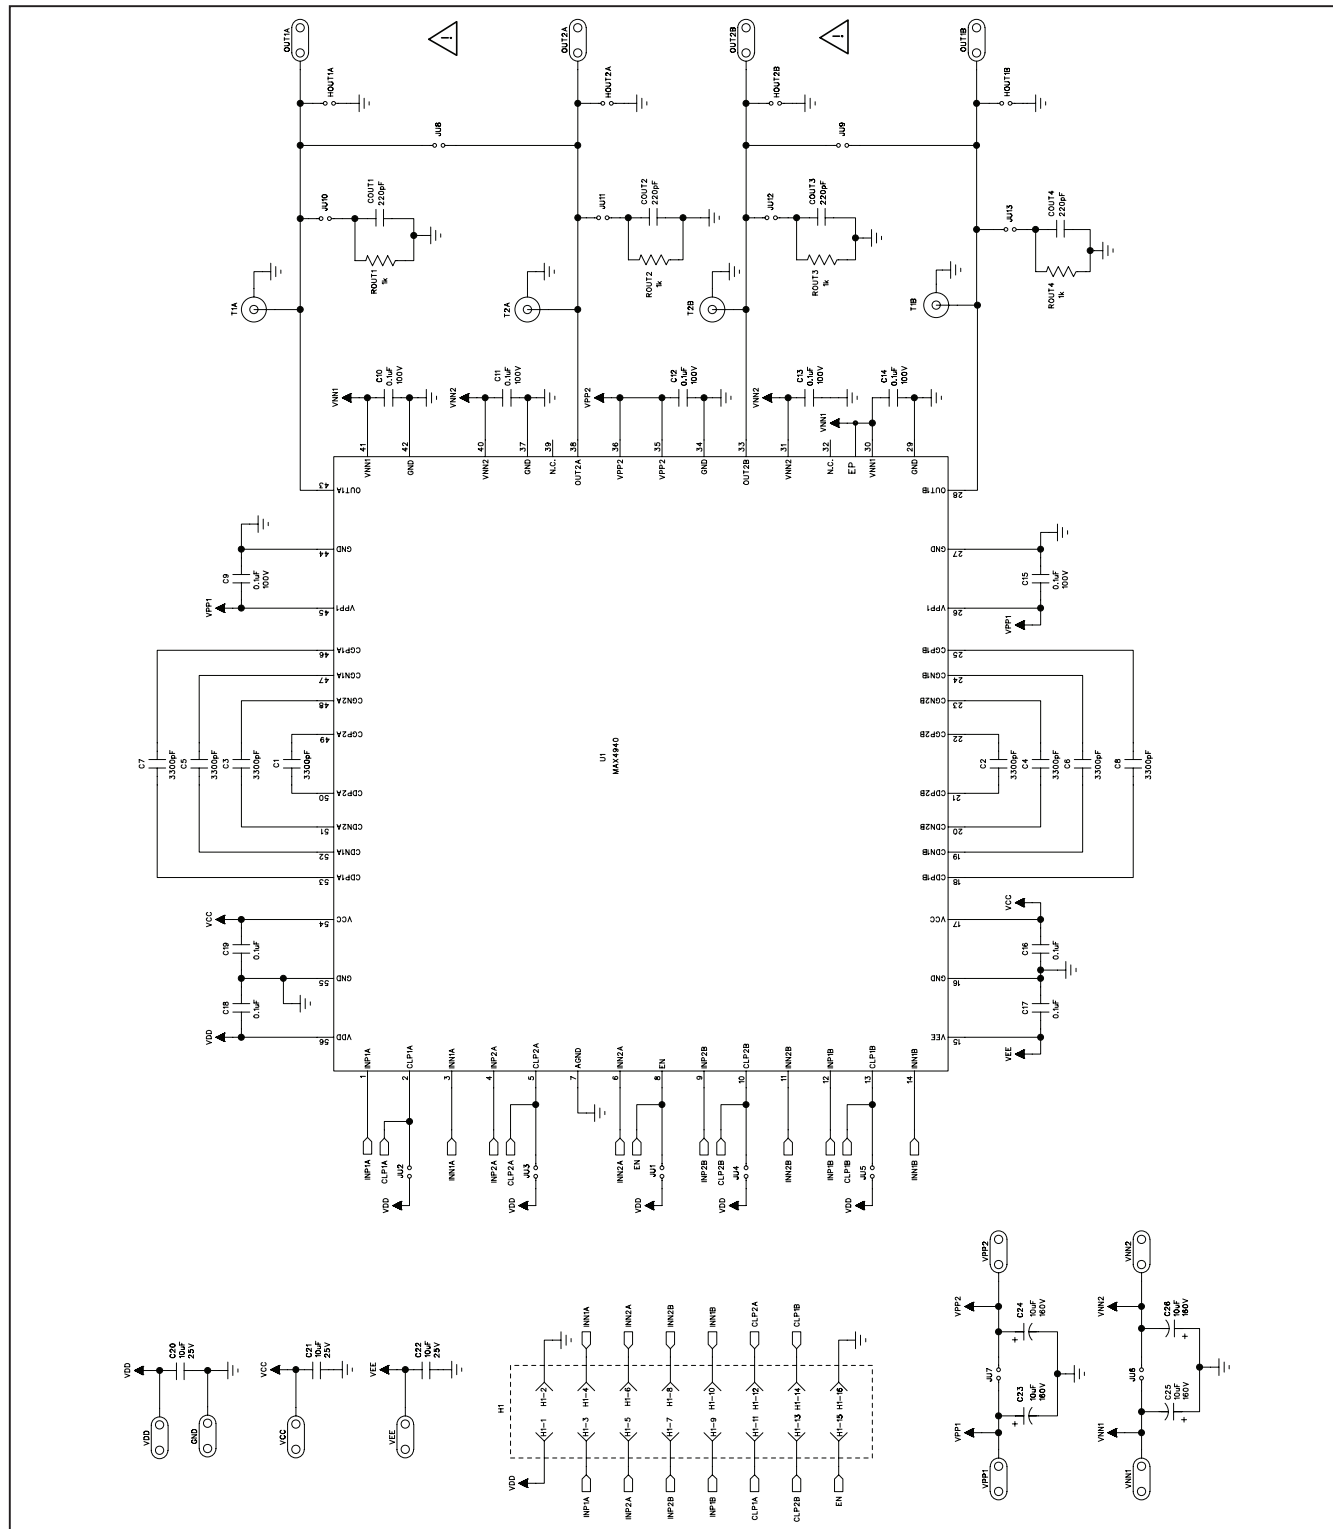 OUT1A
OUT2A
OUT2B
OUT1B
HOUT1A
HOUT2A
HOUT2B
HOUT1B
JU8
JU9
JU10
COUT1
220pF
ROUT1
1k
JU11
COUT2
220pF
ROUT2
1k
JU12
COUT3
220pF
ROUT3
1k
JU13
COUT4
220pF
ROUT4
1k
T1A
T2A
T2B
T1B
VNN1
C10
0.1uF
100V
VNN2
C11
0.1uF
100V
VPP2
C12
0.1uF
100V
VNN2
C13
0.1uF
100V
VNN1
C14
0.1uF
100V
41
42
40
37
39
38
36
35
34
33
31
32
30
29
VNN1
GND
VNN2
GND
N.C.
OUT2A
VPP2
VPP2
GND
OUT2B
VNN2
N.C.
EP
VNN1
GND
43
OUT1A
OUT1B
28
44
GND
GND
27
C9
0.1uF
100V
VPP1
45
VPP1
VPP1
26
C15
0.1uF
100V
VPP1
46
CGP1A
CGP1B
25
47
CGN1A
CGN1B
24
48
CGN2A
CGN2B
23
49
CGP2A
CGP2B
22
C7
3300pF
C5
3300pF
C3
3300pF
C1
3300pF
U1
MAX4940
C2
3300pF
C4
3300pF
C6
3300pF
C8
3300pF
50
CDP2A
CDP2B
21
51
CDN2A
CDN2B
20
52
CDN1A
CDN1B
19
53
CDP1A
CDP1B
18
VCC
54
VCC
VCC
17
VCC
C19
0.1uF
C16
0.1uF
55
GND
GND
16
C18
0.1uF
C17
0.1uF
VDD
56
VDD
VEE
15
VEE
INP1A
CLP1A
INN1A
INP2A
CLP2A
AGND
INN2A
EN
INP2B
CLP2B
INN2B
INP1B
CLP1B
INN1B
1
2
3
4
5
7
6
8
9
10
11
12
13
14
INP1A
CLP1A
JU2
VDD
INN1A
INP2A
CLP2A
JU3
VDD
INN2A
EN
JU1
VDD
INP2B
CLP2B
JU4
VDD
INN2B
INP1B
CLP1B
JU5
VDD
INN1B
VDD
C20
10uF
25V
VDD
GND
VCC
C21
10uF
25V
VCC
VEE
C22
10uF
25V
VEE
H1
INN1A
INN2A
INN2B
INN1B
CLP2A
CLP1B
H1-2
H1-4
H1-6
H1-8
H1-10
H1-12
H1-14
H1-16
H1-1
H1-3
H1-5
H1-7
H1-9
H1-11
H1-13
H1-15
VDD
INP1A
INP2A
INP2B
INP1B
CLP1A
CLP2B
EN
VPP2
VPP2
C24
10uF
160V
+
JU7
C23
10uF
160V
+
VPP1
VPP1
VNN2
VNN2
C26
10uF
160V
+
JU6
C25
10uF
160V
+
VNN1
VNN1